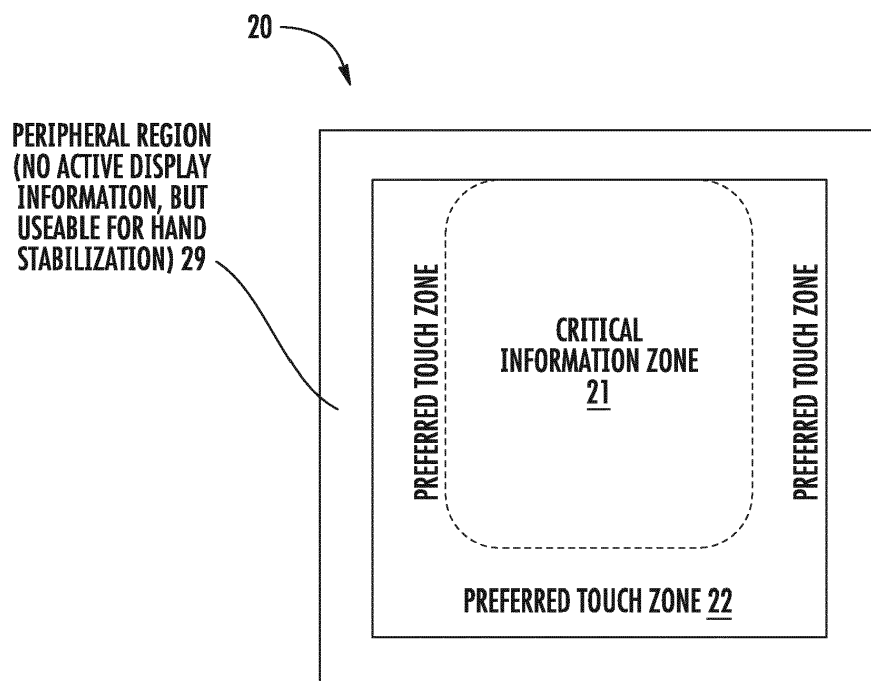 20
PERIPHERAL REGION
(NO ACTIVE DISPLAY
INFORMATION, BUT
USEABLE FOR HAND
STABILIZATION) 29
PREFERRED TOUCH ZONE
CRITICAL
INFORMATION ZONE
21
PREFERRED TOUCH ZONE
PREFERRED TOUCH ZONE 22